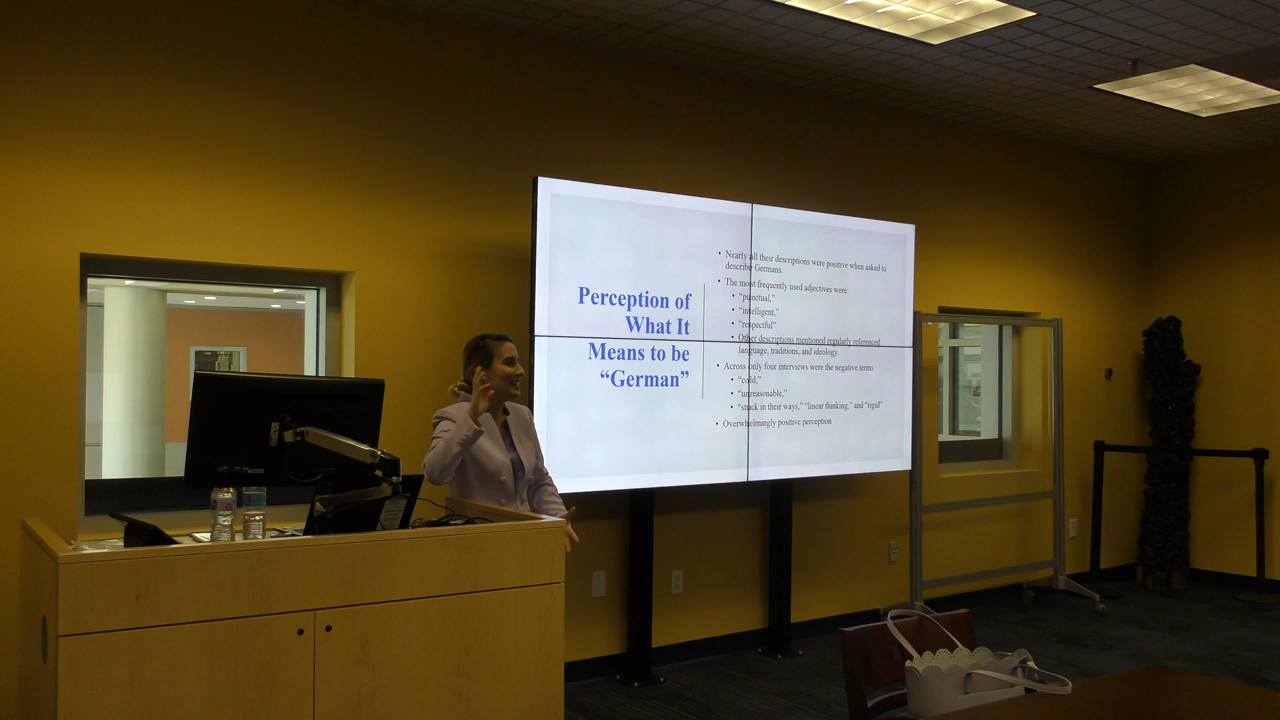 Perception of
What It
Means to be
“German”
• Nearly all their descriptions were positive when asked to
describe Germans.
• The most frequently used adjectives were:
• “punctual,”
• “intelligent,”
• “respectful”
• Other descriptions mentioned regularly referenced
language, traditions, and ideology.
• Across only four interviews were the negative terms
• “cold,”
• “unreasonable,”
• “stuck in their ways,” “linear thinking,” and “rigid”
• Overwhelmingly positive perception